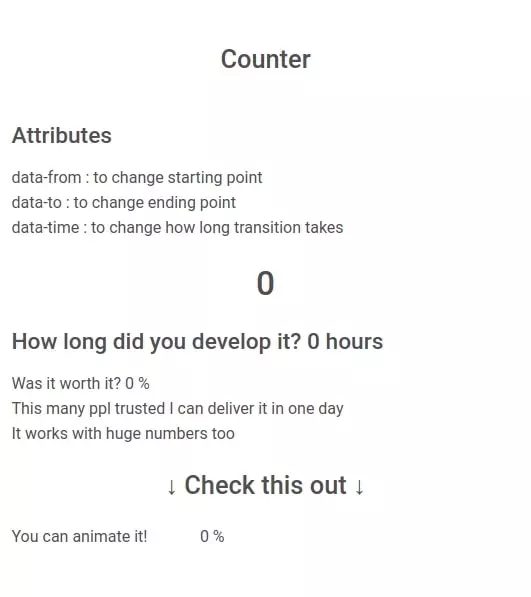 Counter
Attributes
data-from : to change starting point
data-to : to change ending point
data-time : to change how long transition takes
0
How long did you develop it? 0 hours
Was it worth it? 0 %
This many ppl trusted I can deliver it in one day
It works with huge numbers too
↓ Check this out ↓
You can animate it! 0 %